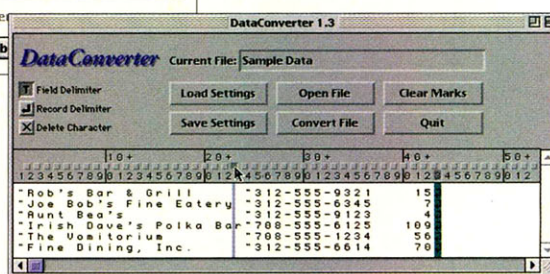 DataConverter 1.3
DataConverter Current File: Sample Data
T Field Delimiter
Load Settings Open File Clear Marks
Record Delimiter
Save Settings Convert File Quit
Delete Character
10+ 20+ 30+ 40+ 50+
"Rob's Bar & Grill "312-555-9321 15
"Joe Bob's Fine Eatery "312-555-6345 7
"Aunt Bea's "312-555-9123 4
"Irish Dave's Polka Bar "708-555-6125 109
"The Vomitorium "708-555-1234 56
"Fine Dining, Inc. "312-555-6614 70